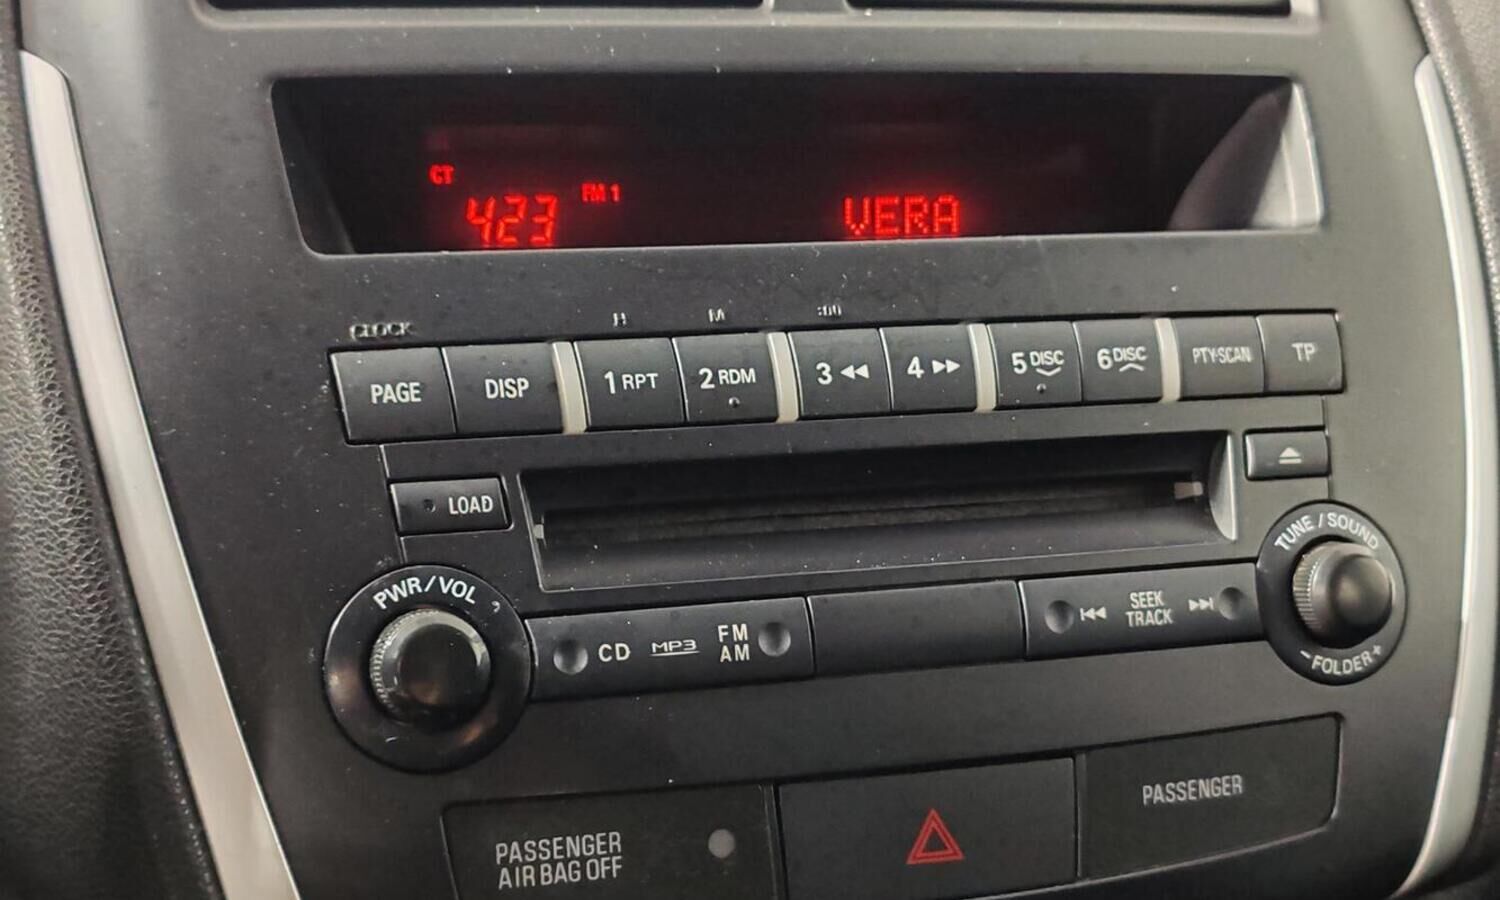 CT
423 FM 1 VERA
CLOCK H M :00
PAGE DISP 1 RPT 2 RDM 3 4 5 DISC 6 DISC PTY·SCAN TP
LOAD
PWR/VOL
CD MP3 FM AM
SEEK TRACK
TUNE/SOUND
− FOLDER +
PASSENGER
AIR BAG OFF
PASSENGER